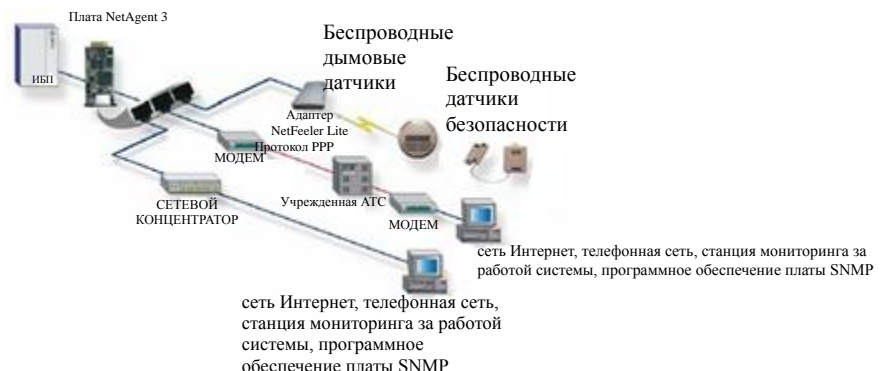 Плата NetAgent 3
ИБП
Беспроводные
дымовые
датчики
Беспроводные
датчики
безопасности
Адаптер
NetFeeler Lite
Протокол PPP
МОДЕМ
Учрежденная АТС
МОДЕМ
СЕТЕВОЙ
КОНЦЕНТРАТОР
сеть Интернет, телефонная сеть, станция мониторинга за
работой системы, программное обеспечение платы SNMP
сеть Интернет, телефонная сеть,
станция мониторинга за работой
системы, программное
обеспечение платы SNMP